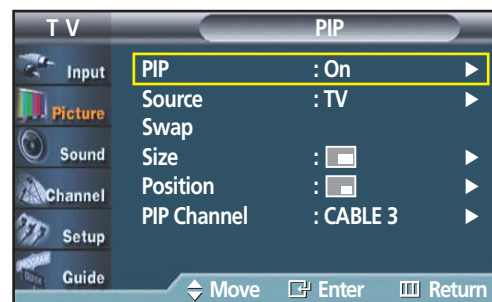 TV
PIP
Input
Picture
Sound
Channel
Setup
Guide
PIP : On
Source : TV
Swap
Size :
Position :
PIP Channel : CABLE 3
Move Enter Return